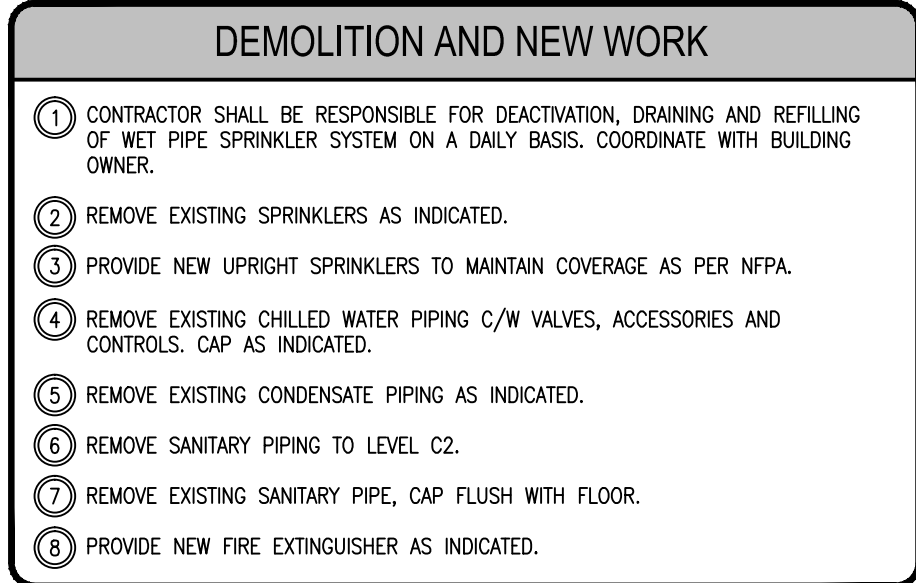 DEMOLITION AND NEW WORK
1 CONTRACTOR SHALL BE RESPONSIBLE FOR DEACTIVATION, DRAINING AND REFILLING
OF WET PIPE SPRINKLER SYSTEM ON A DAILY BASIS. COORDINATE WITH BUILDING
OWNER.
2 REMOVE EXISTING SPRINKLERS AS INDICATED.
3 PROVIDE NEW UPRIGHT SPRINKLERS TO MAINTAIN COVERAGE AS PER NFPA.
4 REMOVE EXISTING CHILLED WATER PIPING C/W VALVES, ACCESSORIES AND
CONTROLS. CAP AS INDICATED.
5 REMOVE EXISTING CONDENSATE PIPING AS INDICATED.
6 REMOVE SANITARY PIPING TO LEVEL C2.
7 REMOVE EXISTING SANITARY PIPE, CAP FLUSH WITH FLOOR.
8 PROVIDE NEW FIRE EXTINGUISHER AS INDICATED.